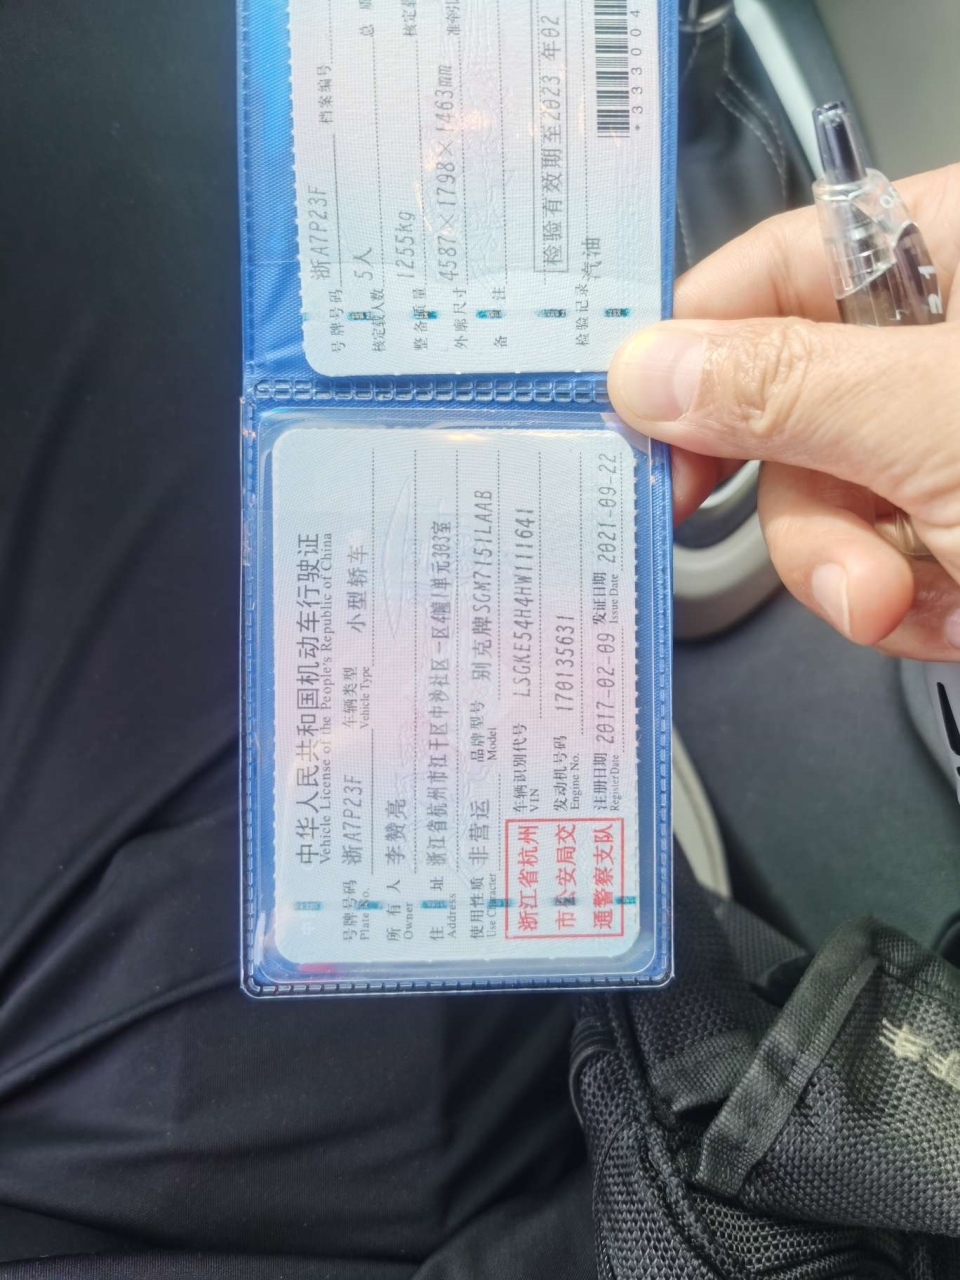 中华人民共和国机动车行驶证
Vehicle License of the People's Republic of China
号牌号码 浙A7P23F 车辆类型 小型轿车
Plate No. Vehicle Type
所有人 李赞亮
Owner
住址 浙江省杭州市江干区中沙社区一区4幢1单元303室
Address
使用性质 非营运 品牌型号 别克牌SGM7151LAAB
Use Character Model
浙江省杭州
市公安局交
通警察支队
车辆识别代号 LSGKE54H4HW111641
VIN
发动机号码 170135631
Engine No.
注册日期 2017-02-09 发证日期 2021-09-22
Register Date Issue Date
号牌号码 浙A7P23F 档案编号
核定载人数 5人 总质
整备质量 1255kg 核定载
外廓尺寸 4587×1798×1463mm 准牵引
备注
检验有效期至2023年02
检验记录 汽油
*333004